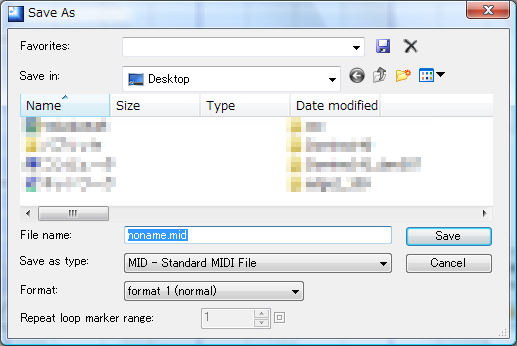 Save As
Favorites:
Save in: Desktop
Name Size Type Date modified
File name: noname.mid Save
Save as type: MID - Standard MIDI File Cancel
Format: format 1 (normal)
Repeat loop marker range: 1